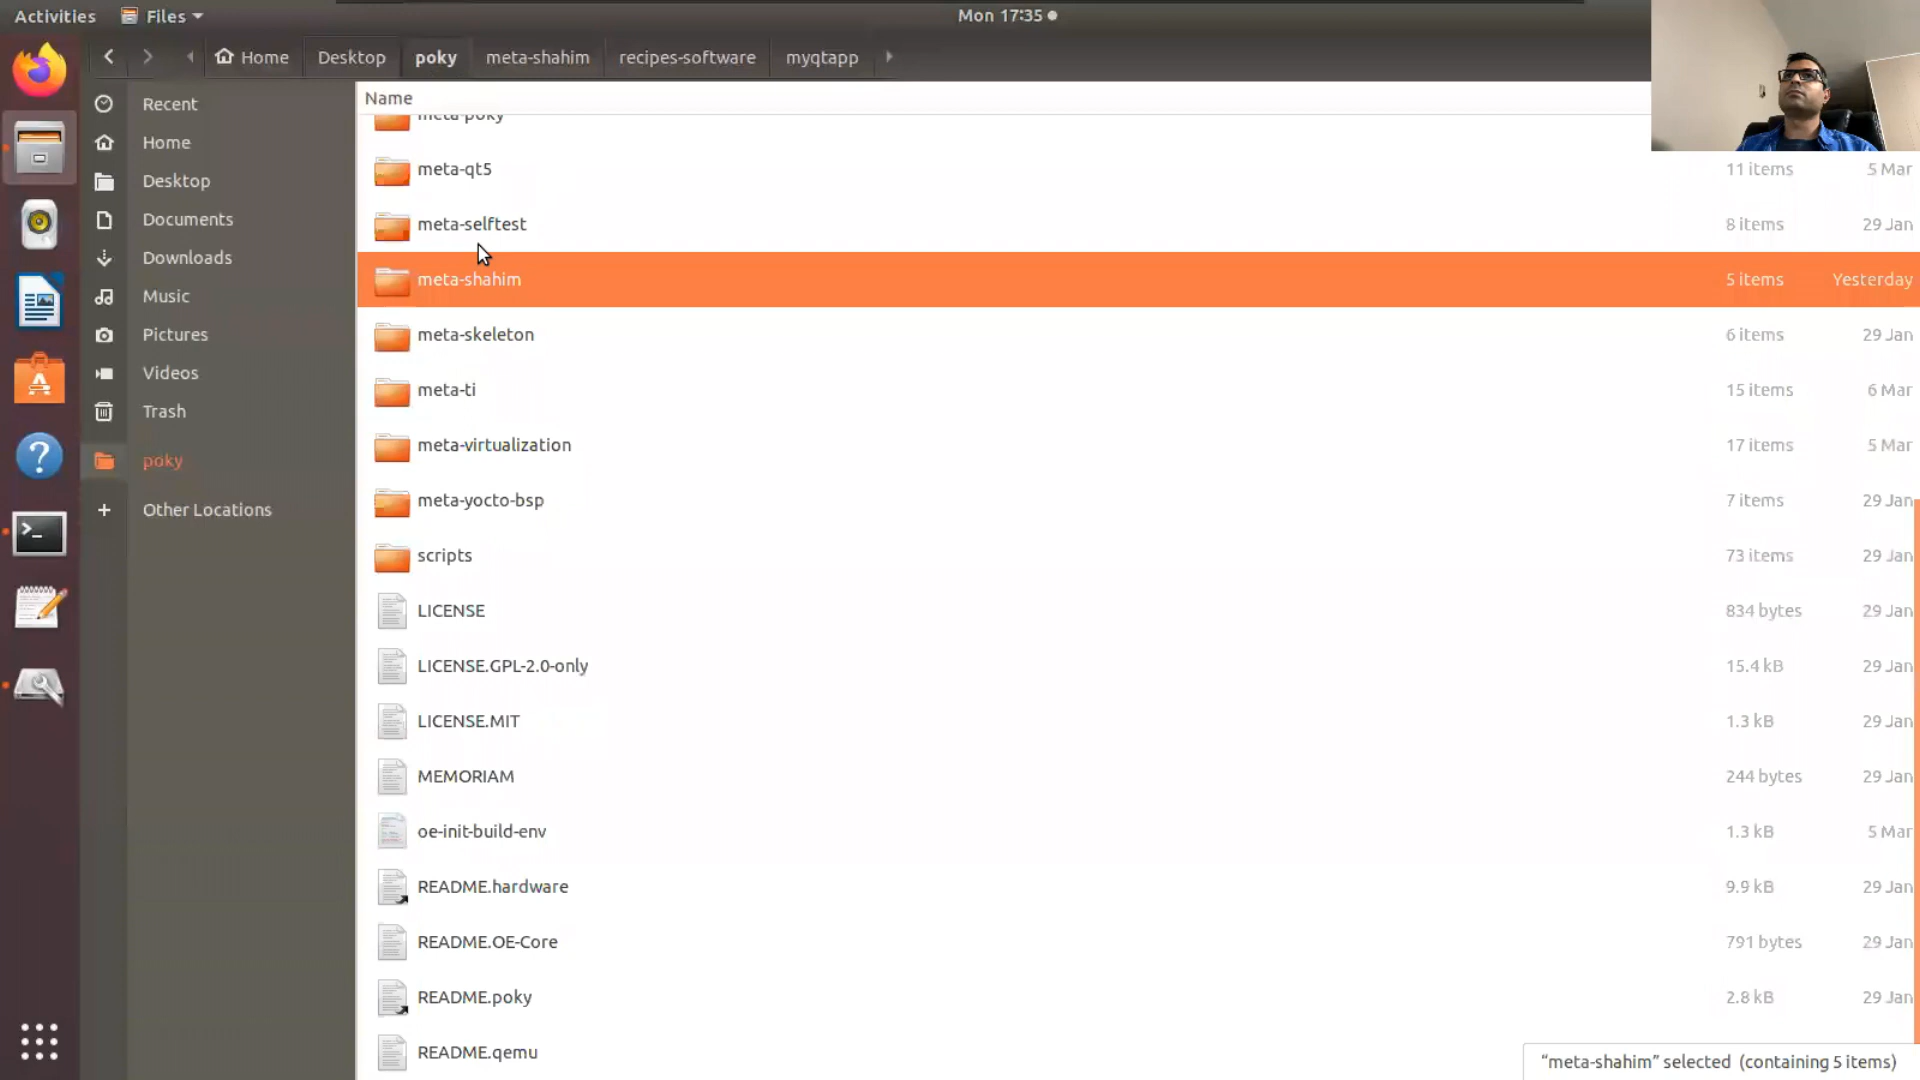 Activities Files Mon 17:35
Home Desktop poky meta-shahim recipes-software myqtapp
Recent
Home
Desktop
Documents
Downloads
Music
Pictures
Videos
Trash
poky
Other Locations
Name
meta-poky
meta-qt5 11 items 5 Mar
meta-selftest 8 items 29 Jan
meta-shahim 5 items Yesterday
meta-skeleton 6 items 29 Jan
meta-ti 15 items 6 Mar
meta-virtualization 17 items 5 Mar
meta-yocto-bsp 7 items 29 Jan
scripts 73 items 29 Jan
LICENSE 834 bytes 29 Jan
LICENSE.GPL-2.0-only 15.4 kB 29 Jan
LICENSE.MIT 1.3 kB 29 Jan
MEMORIAM 244 bytes 29 Jan
oe-init-build-env 1.3 kB 5 Mar
README.hardware 9.9 kB 29 Jan
README.OE-Core 791 bytes 29 Jan
README.poky 2.8 kB 29 Jan
README.qemu
“meta-shahim” selected (containing 5 items)